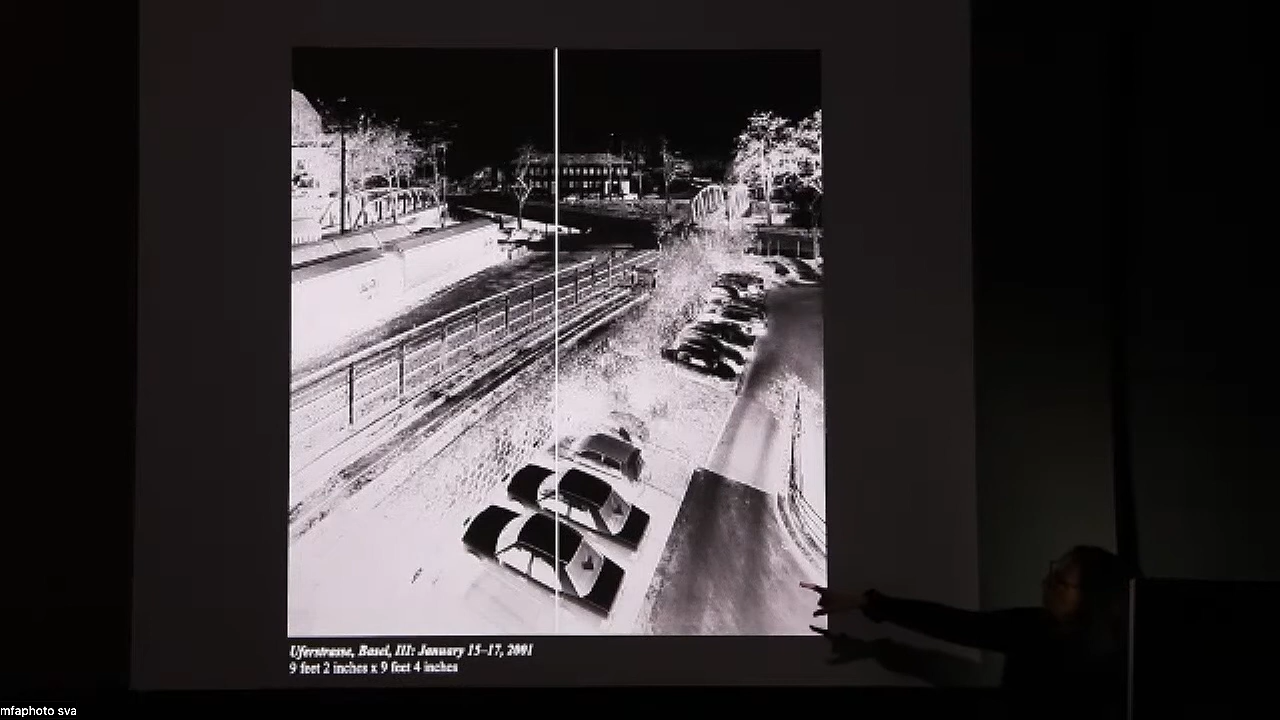 Uferstrasse, Basel, III: January 15–17, 2001
9 feet 2 inches x 9 feet 4 inches
mfaphoto sva